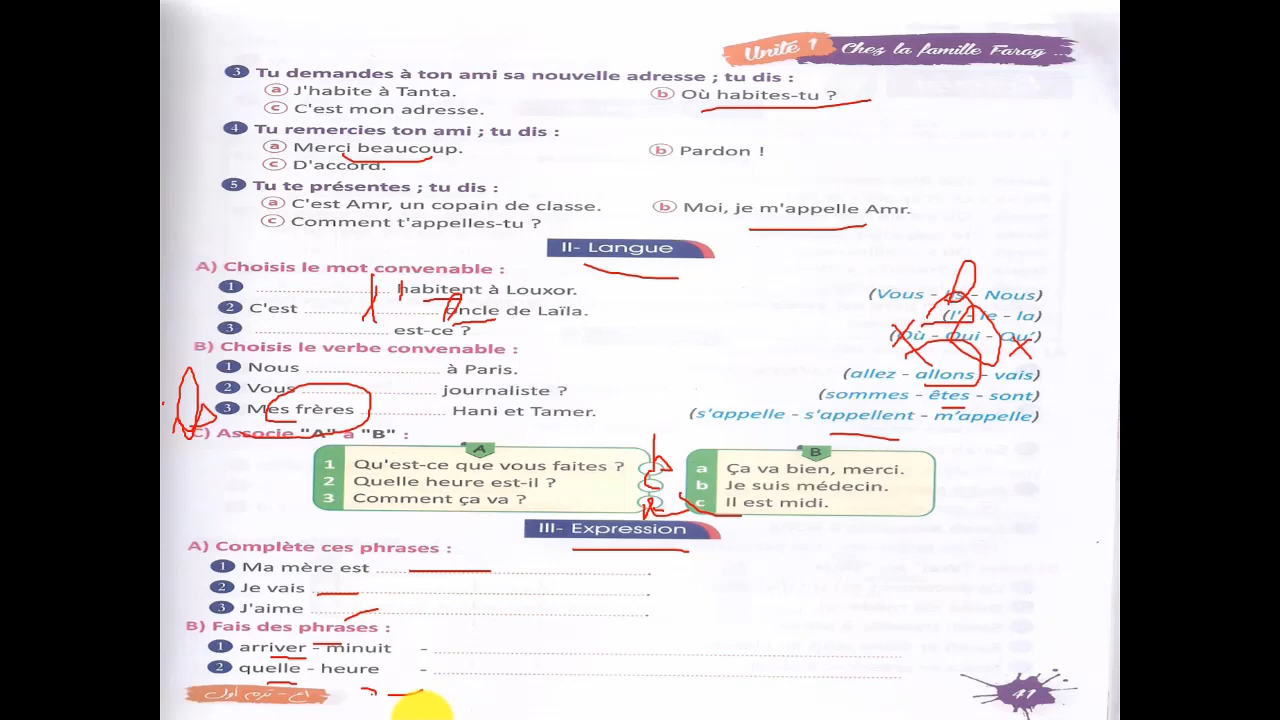 Unité 1 Chez la famille Farag ...
3 Tu demandes à ton ami sa nouvelle adresse ; tu dis :
a J'habite à Tanta. b Où habites-tu ?
c C'est mon adresse.
4 Tu remercies ton ami ; tu dis :
a Merci beaucoup. b Pardon !
c D'accord.
5 Tu te présentes ; tu dis :
a C'est Amr, un copain de classe. b Moi, je m'appelle Amr.
c Comment t'appelles-tu ?
II- Langue
A) Choisis le mot convenable :
1 ........................ habitent à Louxor. (Vous - Ils - Nous)
2 C'est ........................ oncle de Laïla. (l' - le - la)
3 ........................ est-ce ? (Où - Qui - Qu')
B) Choisis le verbe convenable :
1 Nous ........................ à Paris. (allez - allons - vais)
2 Vous ........................ journaliste ? (sommes - êtes - sont)
3 Mes frères ........................ Hani et Tamer. (s'appelle - s'appellent - m'appelle)
C) Associe "A" à "B" :
A B
1 Qu'est-ce que vous faites ? b a Ça va bien, merci.
2 Quelle heure est-il ? c b Je suis médecin.
3 Comment ça va ? a c Il est midi.
III- Expression
A) Complète ces phrases :
1 Ma mère est ........................ .
2 Je vais ........................ .
3 J'aime ........................ .
B) Fais des phrases :
1 arriver - minuit - ........................ .
2 quelle - heure - ........................ .
اع - ترم أول 41